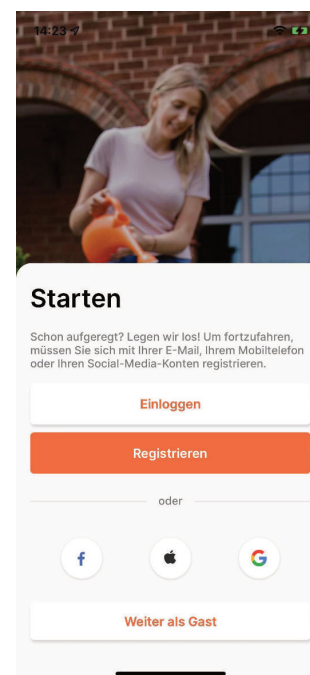 14:23
Starten
Schon aufgeregt? Legen wir los! Um fortzufahren,
müssen Sie sich mit Ihrer E-Mail, Ihrem Mobiltelefon
oder Ihren Social-Media-Konten registrieren.
Einloggen
Registrieren
oder
Weiter als Gast